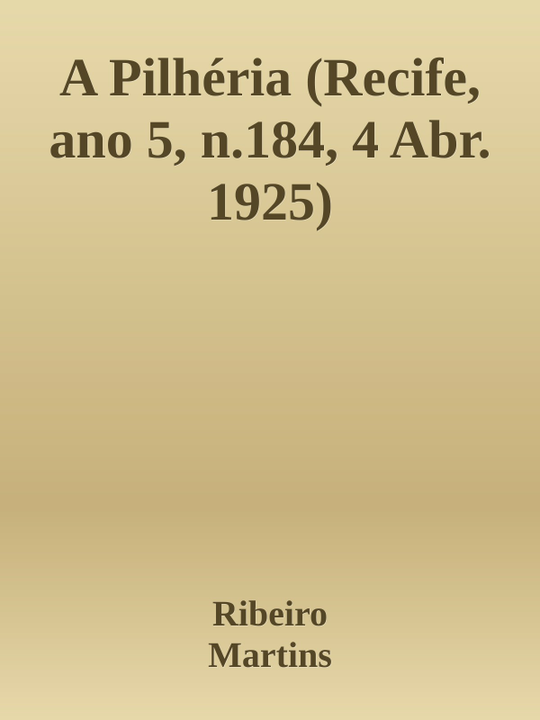 A Pilhéria (Recife,
ano 5, n.184, 4 Abr.
1925)
Ribeiro
Martins